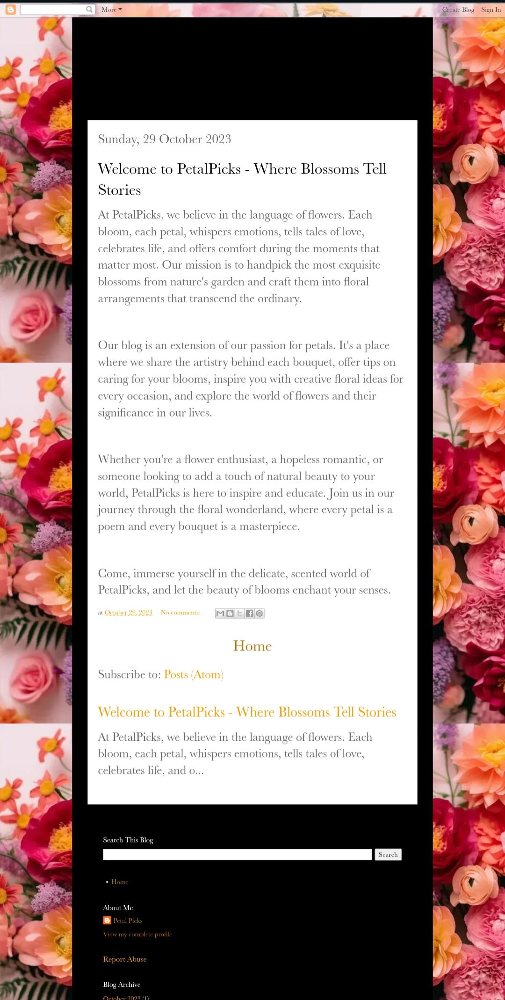 More
Create Blog Sign In
Sunday, 29 October 2023
Welcome to PetalPicks - Where Blossoms Tell
Stories
At PetalPicks, we believe in the language of flowers. Each
bloom, each petal, whispers emotions, tells tales of love,
celebrates life, and offers comfort during the moments that
matter most. Our mission is to handpick the most exquisite
blossoms from nature's garden and craft them into floral
arrangements that transcend the ordinary.
Our blog is an extension of our passion for petals. It's a place
where we share the artistry behind each bouquet, offer tips on
caring for your blooms, inspire you with creative floral ideas for
every occasion, and explore the world of flowers and their
significance in our lives.
Whether you're a flower enthusiast, a hopeless romantic, or
someone looking to add a touch of natural beauty to your
world, PetalPicks is here to inspire and educate. Join us in our
journey through the floral wonderland, where every petal is a
poem and every bouquet is a masterpiece.
Come, immerse yourself in the delicate, scented world of
PetalPicks, and let the beauty of blooms enchant your senses.
at October 29, 2023 No comments:
Home
Subscribe to: Posts (Atom)
Welcome to PetalPicks - Where Blossoms Tell Stories
At PetalPicks, we believe in the language of flowers. Each
bloom, each petal, whispers emotions, tells tales of love,
celebrates life, and o...
Search This Blog
Search
• Home
About Me
Petal Picks
View my complete profile
Report Abuse
Blog Archive
October 2023 (1)